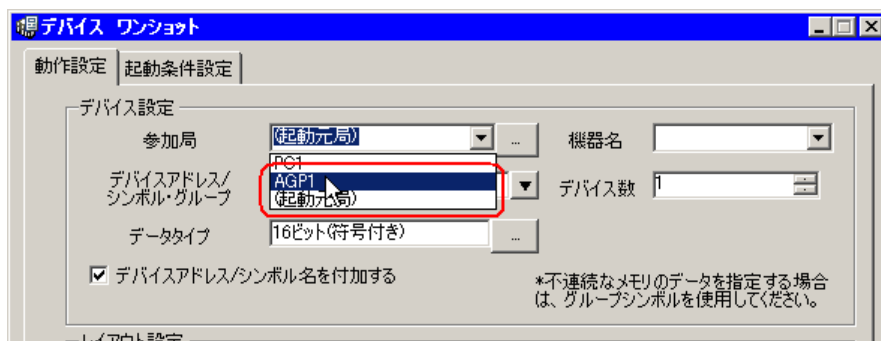 デバイス ワンショット
動作設定 起動条件設定
デバイス設定
参加局 (起動元局) ... 機器名
PC1
AGP1
(起動元局)
デバイスアドレス/
シンボル・グループ
デバイス数 1
データタイプ 16ビット(符号付き) ...
デバイスアドレス/シンボル名を付加する
*不連続なメモリのデータを指定する場合
は、グループシンボルを使用してください。
レイアウト設定